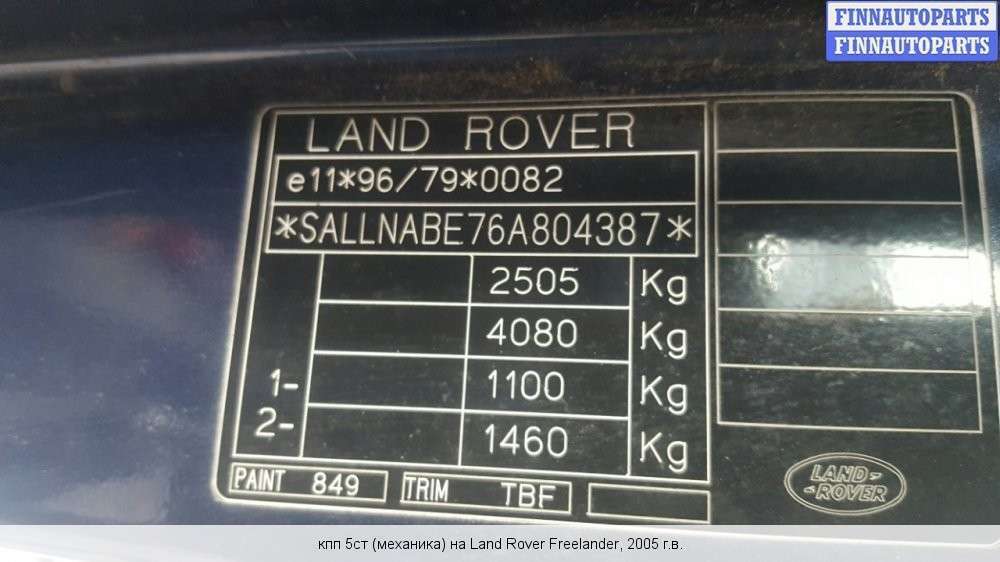 FINNAUTOPARTS
FINNAUTOPARTS
LAND ROVER
e11*96/79*0082
*SALLNABE76A804387*
2505 Kg
4080 Kg
1- 1100 Kg
2- 1460 Kg
PAINT 849 TRIM TBF
LAND-
-ROVER
кпп 5ст (механика) на Land Rover Freelander, 2005 г.в.